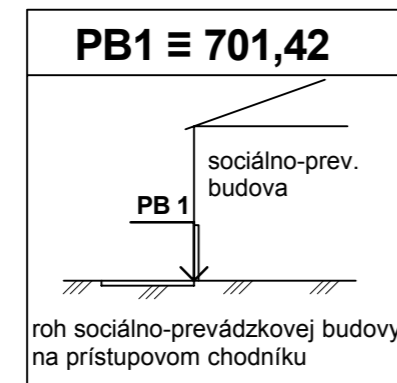 PB1 ≡ 701,42
sociálno-prev.
budova
PB 1
roh sociálno-prevádzkovej budovy
na prístupovom chodníku